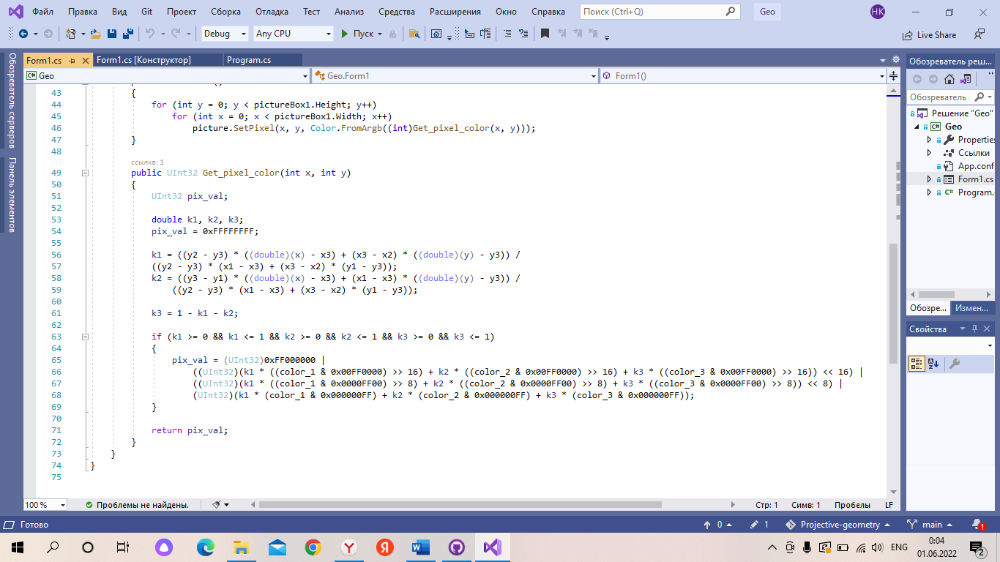 Файл Правка Вид Git Проект Сборка Отладка Тест Анализ Средства Расширения Окно Справка Поиск (Ctrl+Q) Geo НК
Debug Any CPU Пуск Live Share
Обозреватель серверов
Панель элементов
Form1.cs Form1.cs [Конструктор] Program.cs
Geo Geo.Form1 Form1()
43 {
44 for (int y = 0; y < pictureBox1.Height; y++)
45 for (int x = 0; x < pictureBox1.Width; x++)
46 picture.SetPixel(x, y, Color.FromArgb((int)Get_pixel_color(x, y)));
47 }
48
ссылка: 1
49 public UInt32 Get_pixel_color(int x, int y)
50 {
51 UInt32 pix_val;
52
53 double k1, k2, k3;
54 pix_val = 0xFFFFFFFF;
55
56 k1 = ((y2 - y3) * ((double)(x) - x3) + (x3 - x2) * ((double)(y) - y3)) /
57 ((y2 - y3) * (x1 - x3) + (x3 - x2) * (y1 - y3));
58 k2 = ((y3 - y1) * ((double)(x) - x3) + (x1 - x3) * ((double)(y) - y3)) /
59 ((y2 - y3) * (x1 - x3) + (x3 - x2) * (y1 - y3));
60
61 k3 = 1 - k1 - k2;
62
63 if (k1 >= 0 && k1 <= 1 && k2 >= 0 && k2 <= 1 && k3 >= 0 && k3 <= 1)
64 {
65 pix_val = (UInt32)0xFF000000 |
66 ((UInt32)(k1 * ((color_1 & 0x00FF0000) >> 16) + k2 * ((color_2 & 0x00FF0000) >> 16) + k3 * ((color_3 & 0x00FF0000) >> 16)) << 16) |
67 ((UInt32)(k1 * ((color_1 & 0x0000FF00) >> 8) + k2 * ((color_2 & 0x0000FF00) >> 8) + k3 * ((color_3 & 0x0000FF00) >> 8)) << 8) |
68 (UInt32)(k1 * (color_1 & 0x000000FF) + k2 * (color_2 & 0x000000FF) + k3 * (color_3 & 0x000000FF));
69 }
70
71 return pix_val;
72 }
73 }
74 }
75
100 % Проблемы не найдены. Стр: 1 Симв: 1 Пробелы LF
Обозреватель реш...
Обозреватель
Решение "Geo"
Geo
Properties
Ссылки
App.conf
Form1.cs
Program.
Обозре... Измен...
Свойства
Готово 0 1 Projective-geometry main 1
ENG 0:04
01.06.2022 2